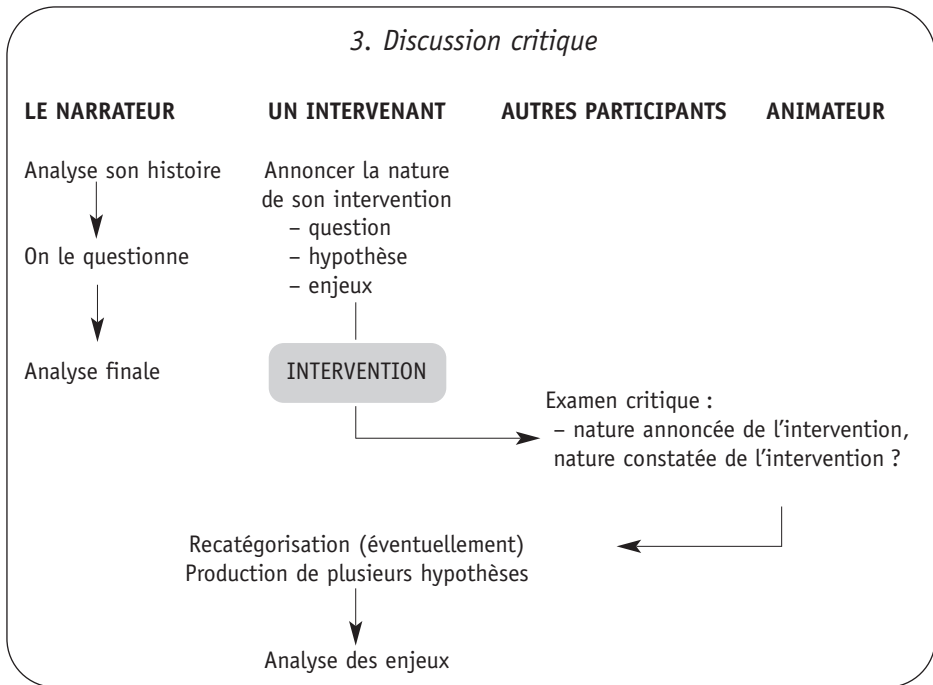 3. Discussion critique
LE NARRATEUR
UN INTERVENANT
AUTRES PARTICIPANTS
ANIMATEUR
Analyse son histoire
On le questionne
Analyse finale
Annoncer la nature
de son intervention
– question
– hypothèse
– enjeux
INTERVENTION
Examen critique :
– nature annoncée de l’intervention,
nature constatée de l’intervention ?
Recatégorisation (éventuellement)
Production de plusieurs hypothèses
Analyse des enjeux